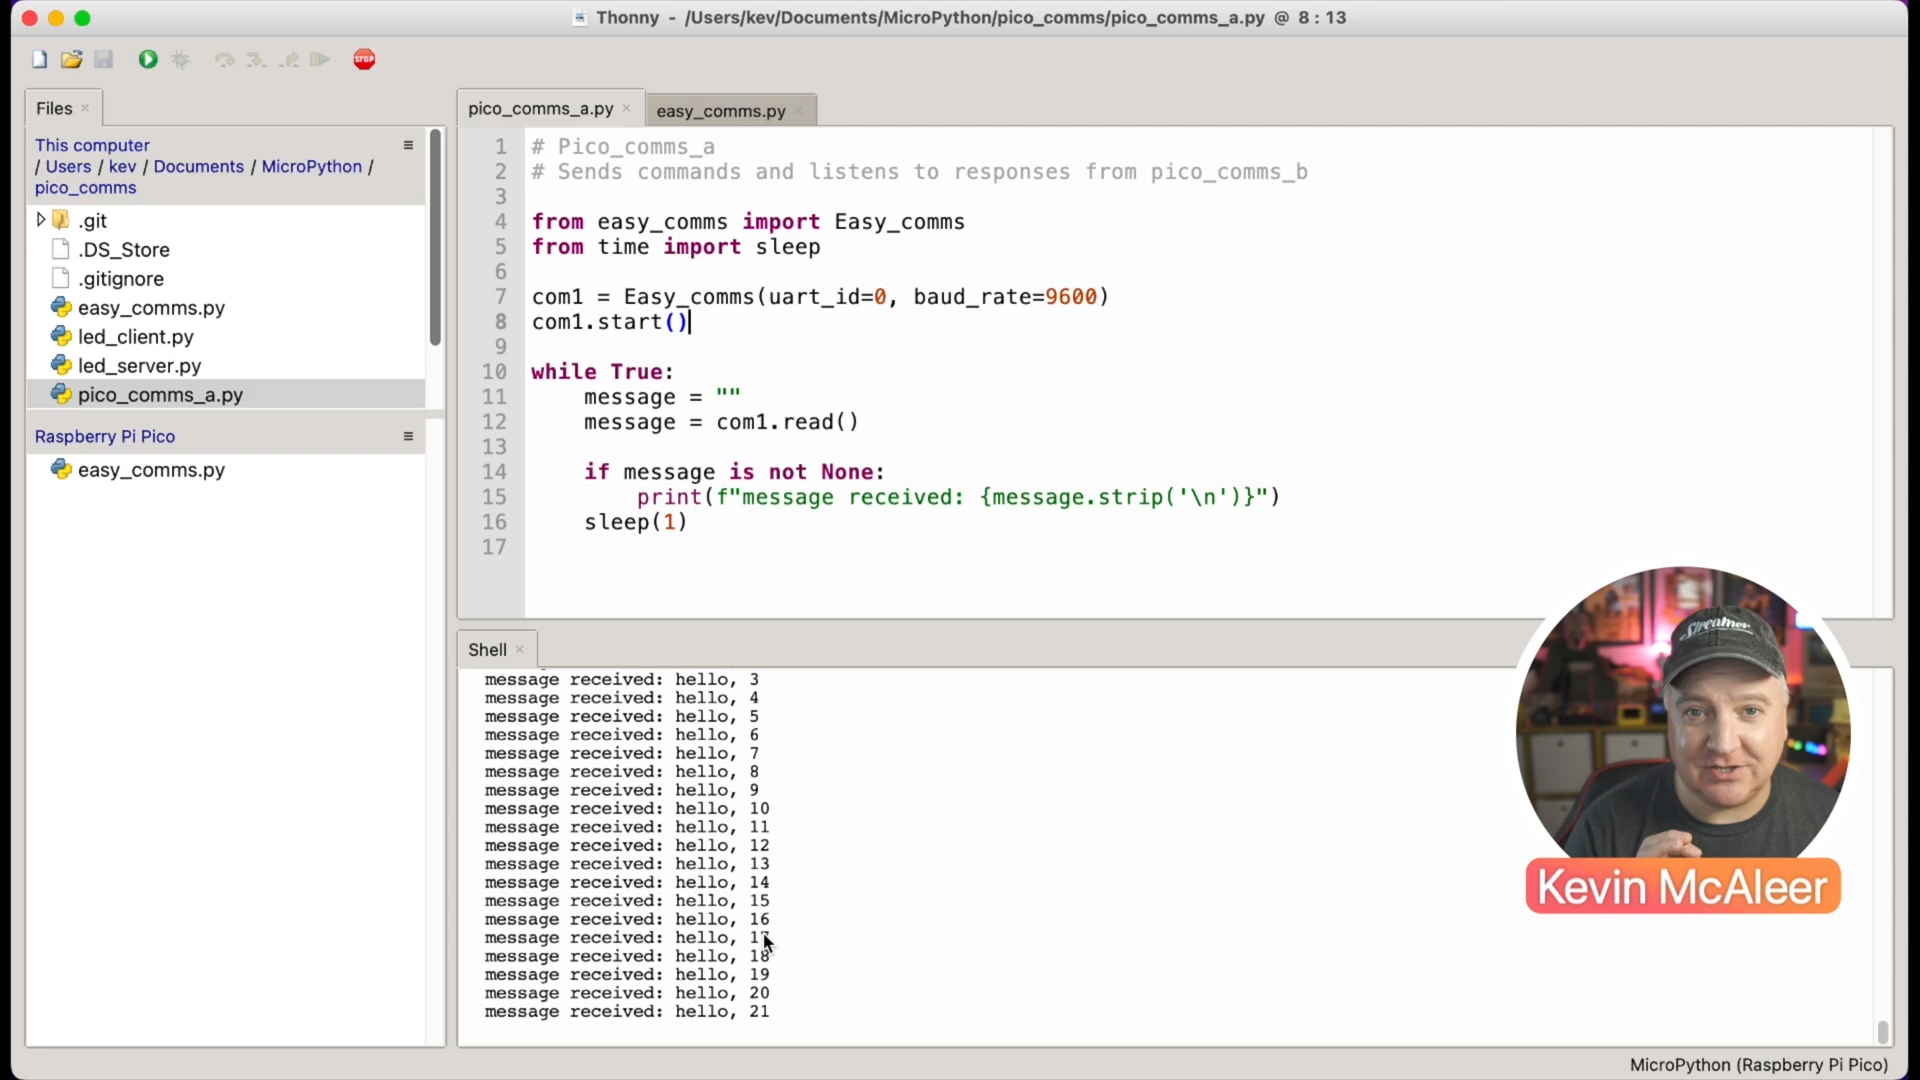 Thonny - /Users/kev/Documents/MicroPython/pico_comms/pico_comms_a.py @ 8 : 13
STOP
Files
This computer
/ Users / kev / Documents / MicroPython /
pico_comms
.git
.DS_Store
.gitignore
easy_comms.py
led_client.py
led_server.py
pico_comms_a.py
Raspberry Pi Pico
easy_comms.py
pico_comms_a.py
easy_comms.py
1 # Pico_comms_a
2 # Sends commands and listens to responses from pico_comms_b
3
4 from easy_comms import Easy_comms
5 from time import sleep
6
7 com1 = Easy_comms(uart_id=0, baud_rate=9600)
8 com1.start()
9
10 while True:
11     message = ""
12     message = com1.read()
13
14     if message is not None:
15         print(f"message received: {message.strip('\n')}")
16     sleep(1)
17
Shell
message received: hello, 3
message received: hello, 4
message received: hello, 5
message received: hello, 6
message received: hello, 7
message received: hello, 8
message received: hello, 9
message received: hello, 10
message received: hello, 11
message received: hello, 12
message received: hello, 13
message received: hello, 14
message received: hello, 15
message received: hello, 16
message received: hello, 17
message received: hello, 18
message received: hello, 19
message received: hello, 20
message received: hello, 21
Streamer
Kevin McAleer
MicroPython (Raspberry Pi Pico)